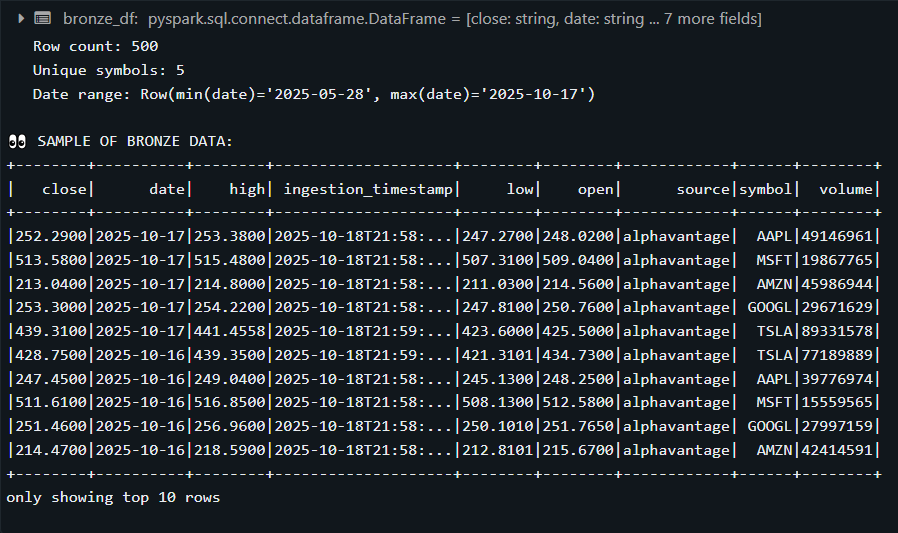 bronze_df: pyspark.sql.connect.dataframe.DataFrame = [close: string, date: string ... 7 more fields]
Row count: 500
Unique symbols: 5
Date range: Row(min(date)='2025-05-28', max(date)='2025-10-17')
👀 SAMPLE OF BRONZE DATA:
+--------+----------+--------+--------------------+--------+--------+------------+------+--------+
|   close|      date|    high| ingestion_timestamp|     low|    open|      source|symbol|  volume|
+--------+----------+--------+--------------------+--------+--------+------------+------+--------+
|252.2900|2025-10-17|253.3800|2025-10-18T21:58:...|247.2700|248.0200|alphavantage|  AAPL|49146961|
|513.5800|2025-10-17|515.4800|2025-10-18T21:58:...|507.3100|509.0400|alphavantage|  MSFT|19867765|
|213.0400|2025-10-17|214.8000|2025-10-18T21:58:...|211.0300|214.5600|alphavantage|  AMZN|45986944|
|253.3000|2025-10-17|254.2200|2025-10-18T21:58:...|247.8100|250.7600|alphavantage| GOOGL|29671629|
|439.3100|2025-10-17|441.4558|2025-10-18T21:59:...|423.6000|425.5000|alphavantage|  TSLA|89331578|
|428.7500|2025-10-16|439.3500|2025-10-18T21:59:...|421.3101|434.7300|alphavantage|  TSLA|77189889|
|247.4500|2025-10-16|249.0400|2025-10-18T21:58:...|245.1300|248.2500|alphavantage|  AAPL|39776974|
|511.6100|2025-10-16|516.8500|2025-10-18T21:58:...|508.1300|512.5800|alphavantage|  MSFT|15559565|
|251.4600|2025-10-16|256.9600|2025-10-18T21:58:...|250.1010|251.7650|alphavantage| GOOGL|27997159|
|214.4700|2025-10-16|218.5900|2025-10-18T21:58:...|212.8101|215.6700|alphavantage|  AMZN|42414591|
+--------+----------+--------+--------------------+--------+--------+------------+------+--------+
only showing top 10 rows